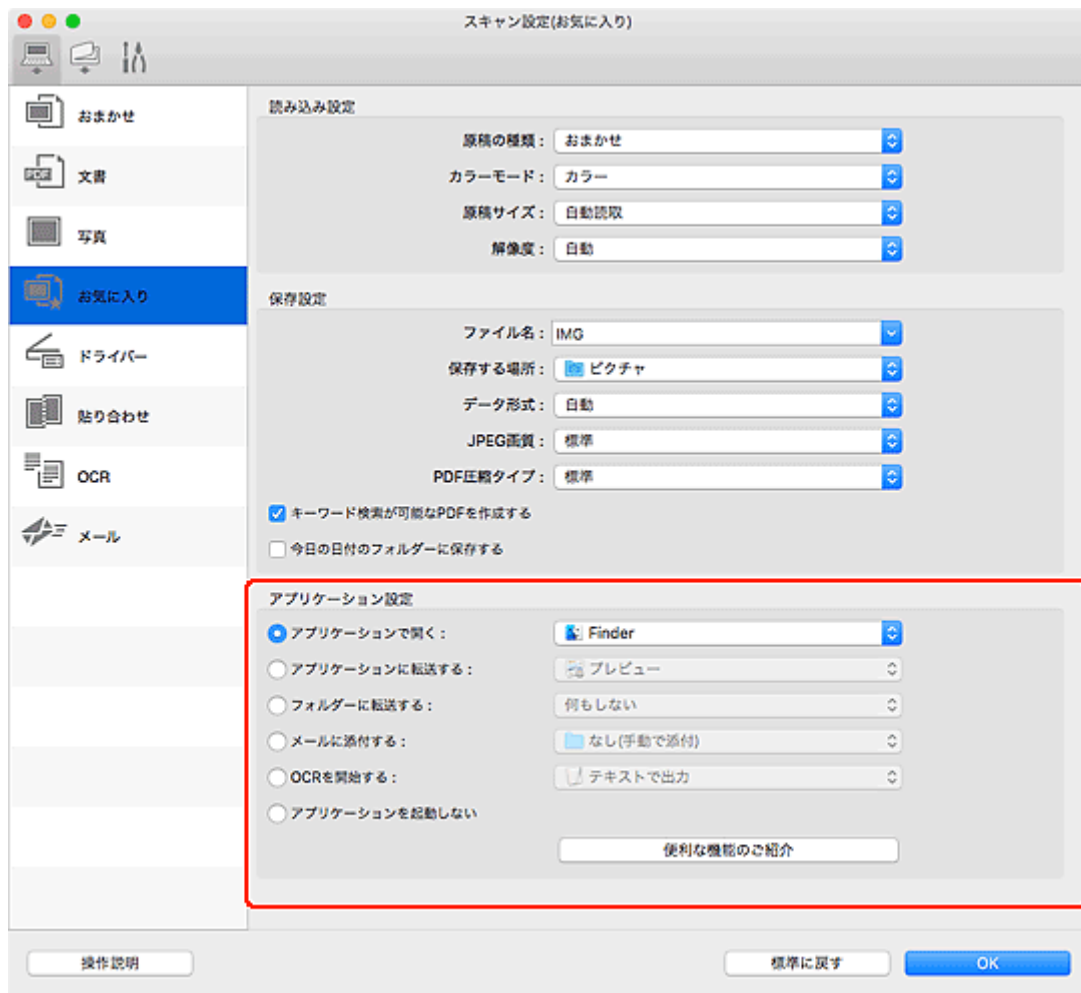 スキャン設定(お気に入り)
おまかせ
文書
写真
お気に入り
ドライバー
貼り合わせ
OCR
メール
読み込み設定
原稿の種類： おまかせ
カラーモード： カラー
原稿サイズ： 自動読取
解像度： 自動
保存設定
ファイル名： IMG
保存する場所： ピクチャ
データ形式： 自動
JPEG画質： 標準
PDF圧縮タイプ： 標準
キーワード検索が可能なPDFを作成する
今日の日付のフォルダーに保存する
アプリケーション設定
アプリケーションで開く： Finder
アプリケーションに転送する： プレビュー
フォルダーに転送する： 何もしない
メールに添付する： なし(手動で添付)
OCRを開始する： テキストで出力
アプリケーションを起動しない
便利な機能のご紹介
操作説明 標準に戻す OK